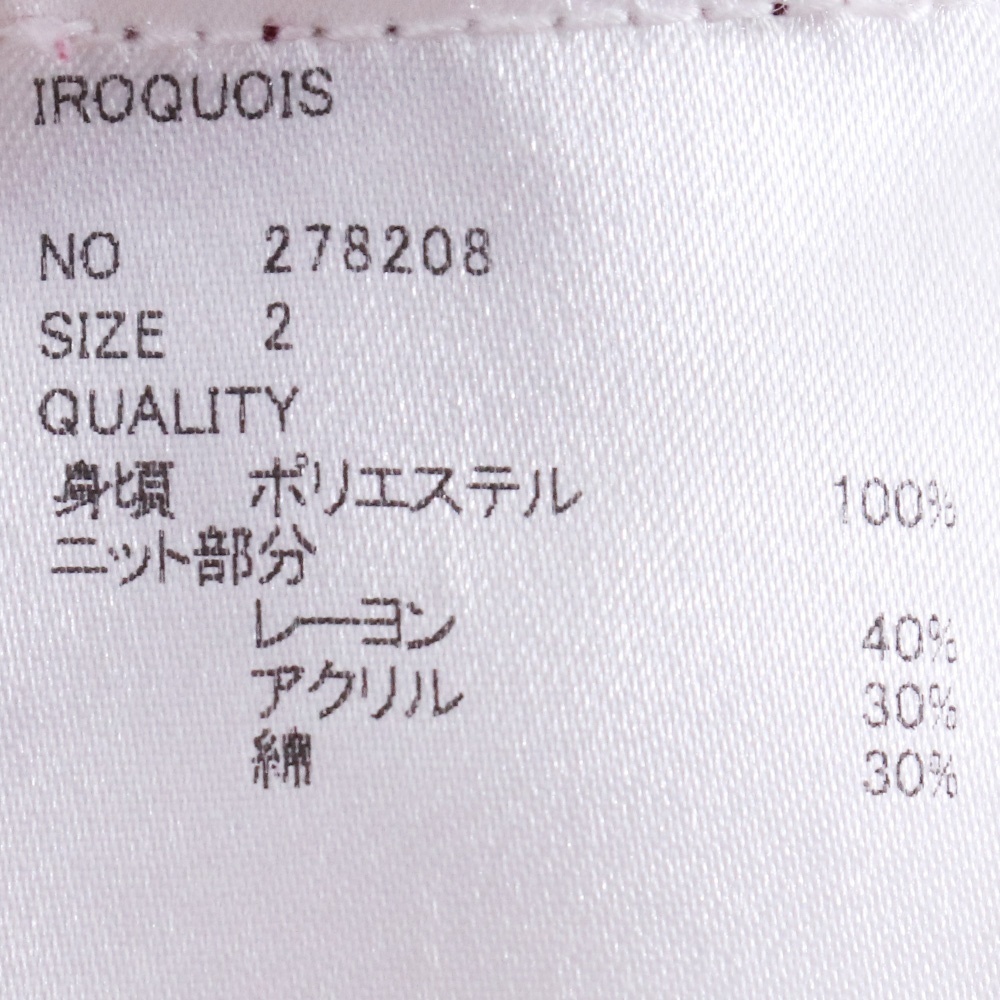 IROQUOIS
NO 278208
SIZE 2
QUALITY
身頃 ポリエステル 100%
ニット部分
レーヨン 40%
アクリル 30%
綿 30%